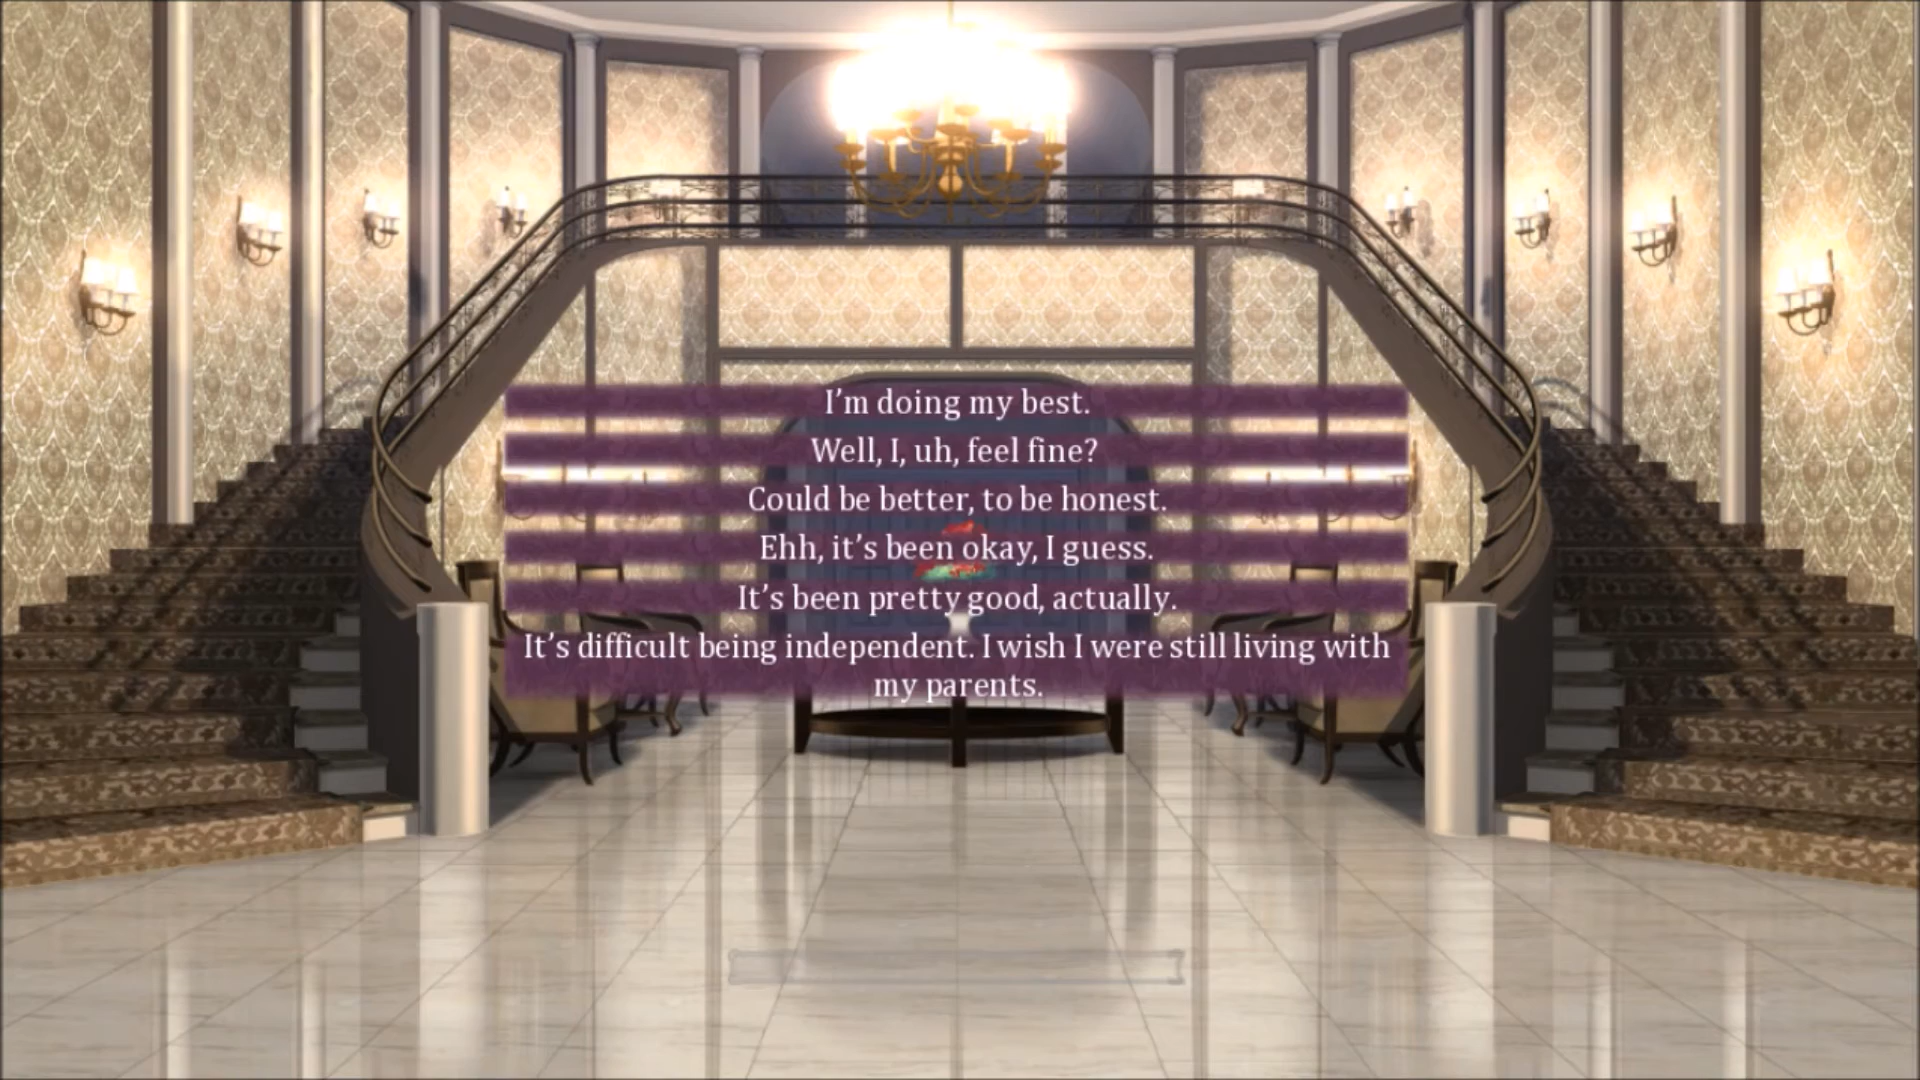 I’m doing my best.
Well, I, uh, feel fine?
Could be better, to be honest.
Ehh, it’s been okay, I guess.
It’s been pretty good, actually.
It’s difficult being independent. I wish I were still living with
my parents.